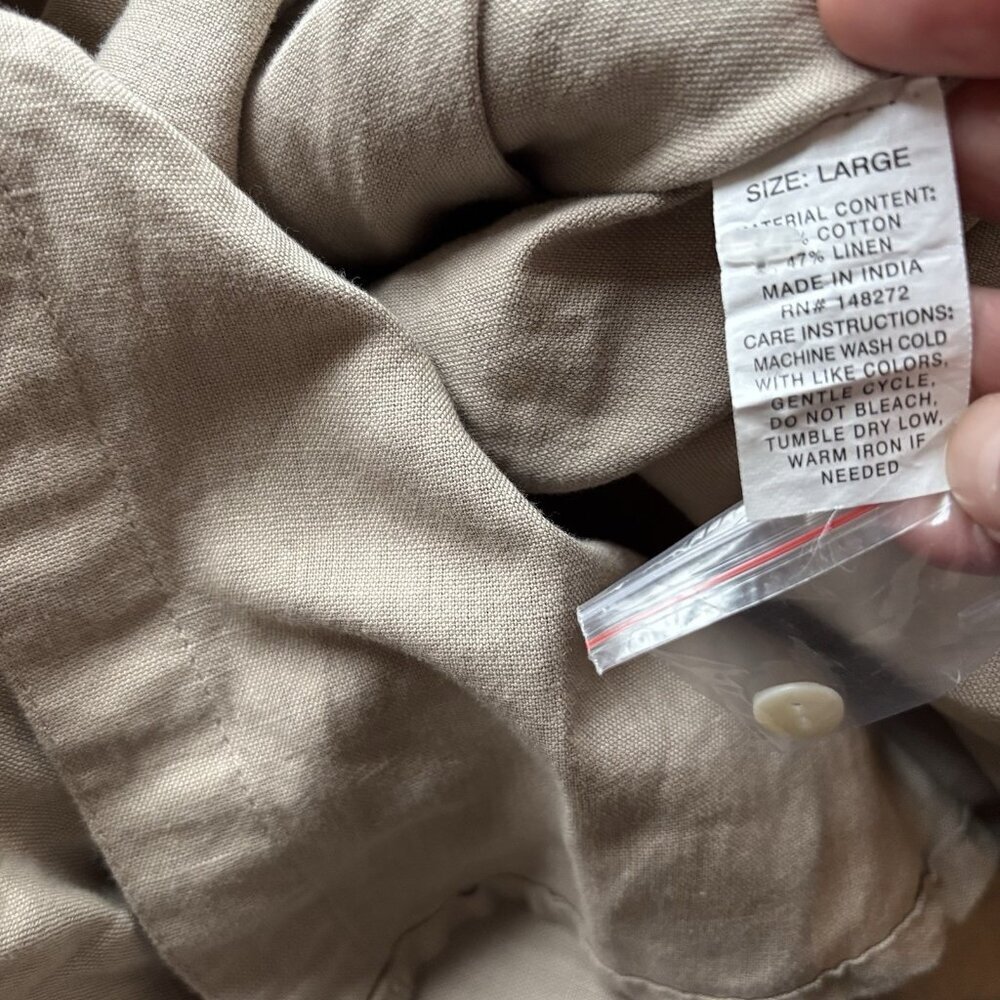 SIZE: LARGE
CONTENT:
% COTTON
47% LINEN
MADE IN INDIA
RN# 148272
CARE INSTRUCTIONS:
MACHINE WASH COLD
WITH LIKE COLORS,
GENTLE CYCLE,
DO NOT BLEACH,
TUMBLE DRY LOW,
WARM IRON IF
NEEDED